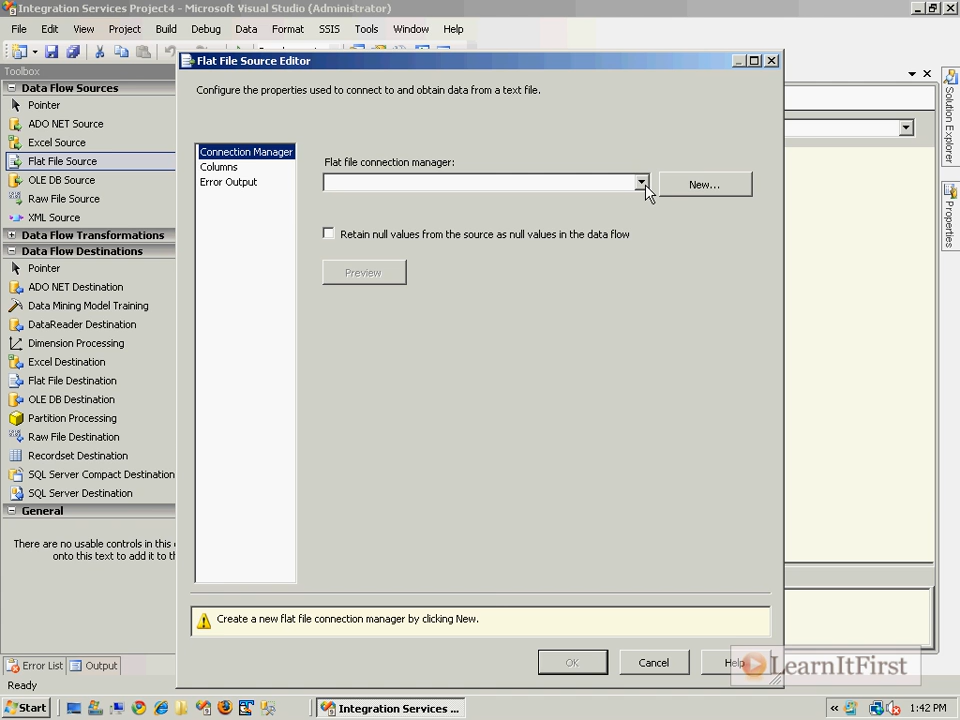 Integration Services Project4 - Microsoft Visual Studio (Administrator)
File Edit View Project Build Debug Data Format SSIS Tools Window Help
Toolbox
Data Flow Sources
Pointer
ADO NET Source
Excel Source
Flat File Source
OLE DB Source
Raw File Source
XML Source
Data Flow Transformations
Data Flow Destinations
Pointer
ADO NET Destination
Data Mining Model Training
DataReader Destination
Dimension Processing
Excel Destination
Flat File Destination
OLE DB Destination
Partition Processing
Raw File Destination
Recordset Destination
SQL Server Compact Destination
SQL Server Destination
General
There are no usable controls in this
onto this text to add it to th
Flat File Source Editor
Configure the properties used to connect to and obtain data from a text file.
Connection Manager
Columns
Error Output
Flat file connection manager:
New...
Retain null values from the source as null values in the data flow
Preview
Create a new flat file connection manager by clicking New.
OK Cancel Help
LearnItFirst
Solution Explorer
Properties
Error List Output
Ready
Start
Integration Services ...
1:42 PM